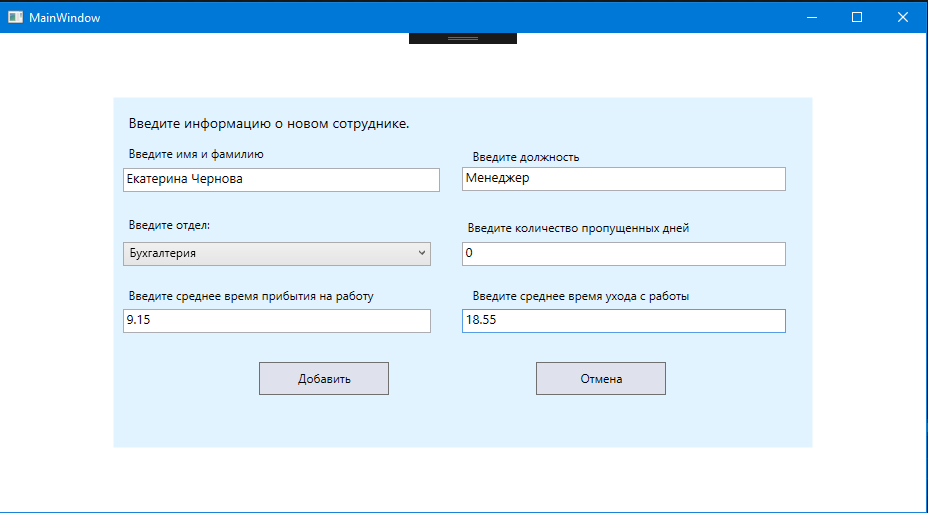 MainWindow
Введите информацию о новом сотруднике.
Введите имя и фамилию
Введите должность
Екатерина Чернова
Менеджер
Введите отдел:
Введите количество пропущенных дней
Бухгалтерия
0
Введите среднее время прибытия на работу
Введите среднее время ухода с работы
9.15
18.55
Добавить
Отмена